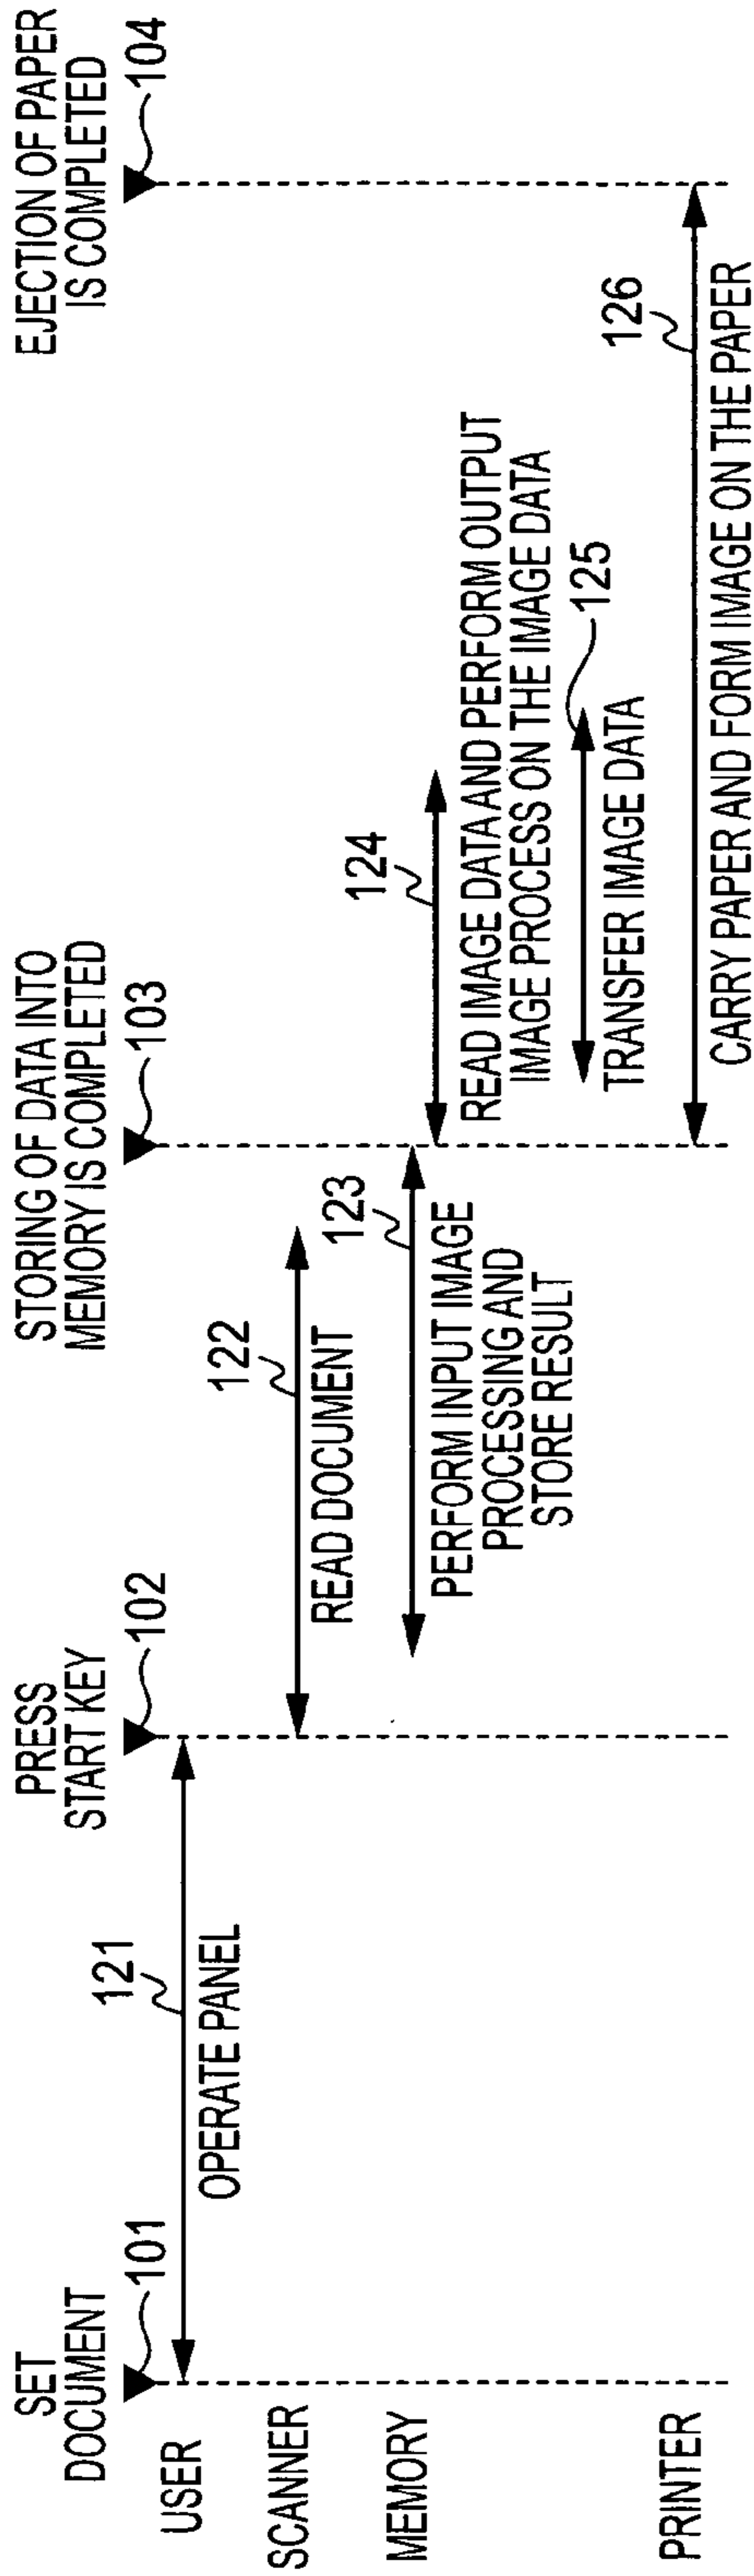 SET
DOCUMENT
101
PRESS
START KEY
102
STORING OF DATA INTO
MEMORY IS COMPLETED
103
EJECTION OF PAPER
IS COMPLETED
104
USER
121
OPERATE PANEL
SCANNER
122
READ DOCUMENT
MEMORY
123
PERFORM INPUT IMAGE
PROCESSING AND
STORE RESULT
124
READ IMAGE DATA AND PERFORM OUTPUT
IMAGE PROCESS ON THE IMAGE DATA
125
TRANSFER IMAGE DATA
PRINTER
126
CARRY PAPER AND FORM IMAGE ON THE PAPER